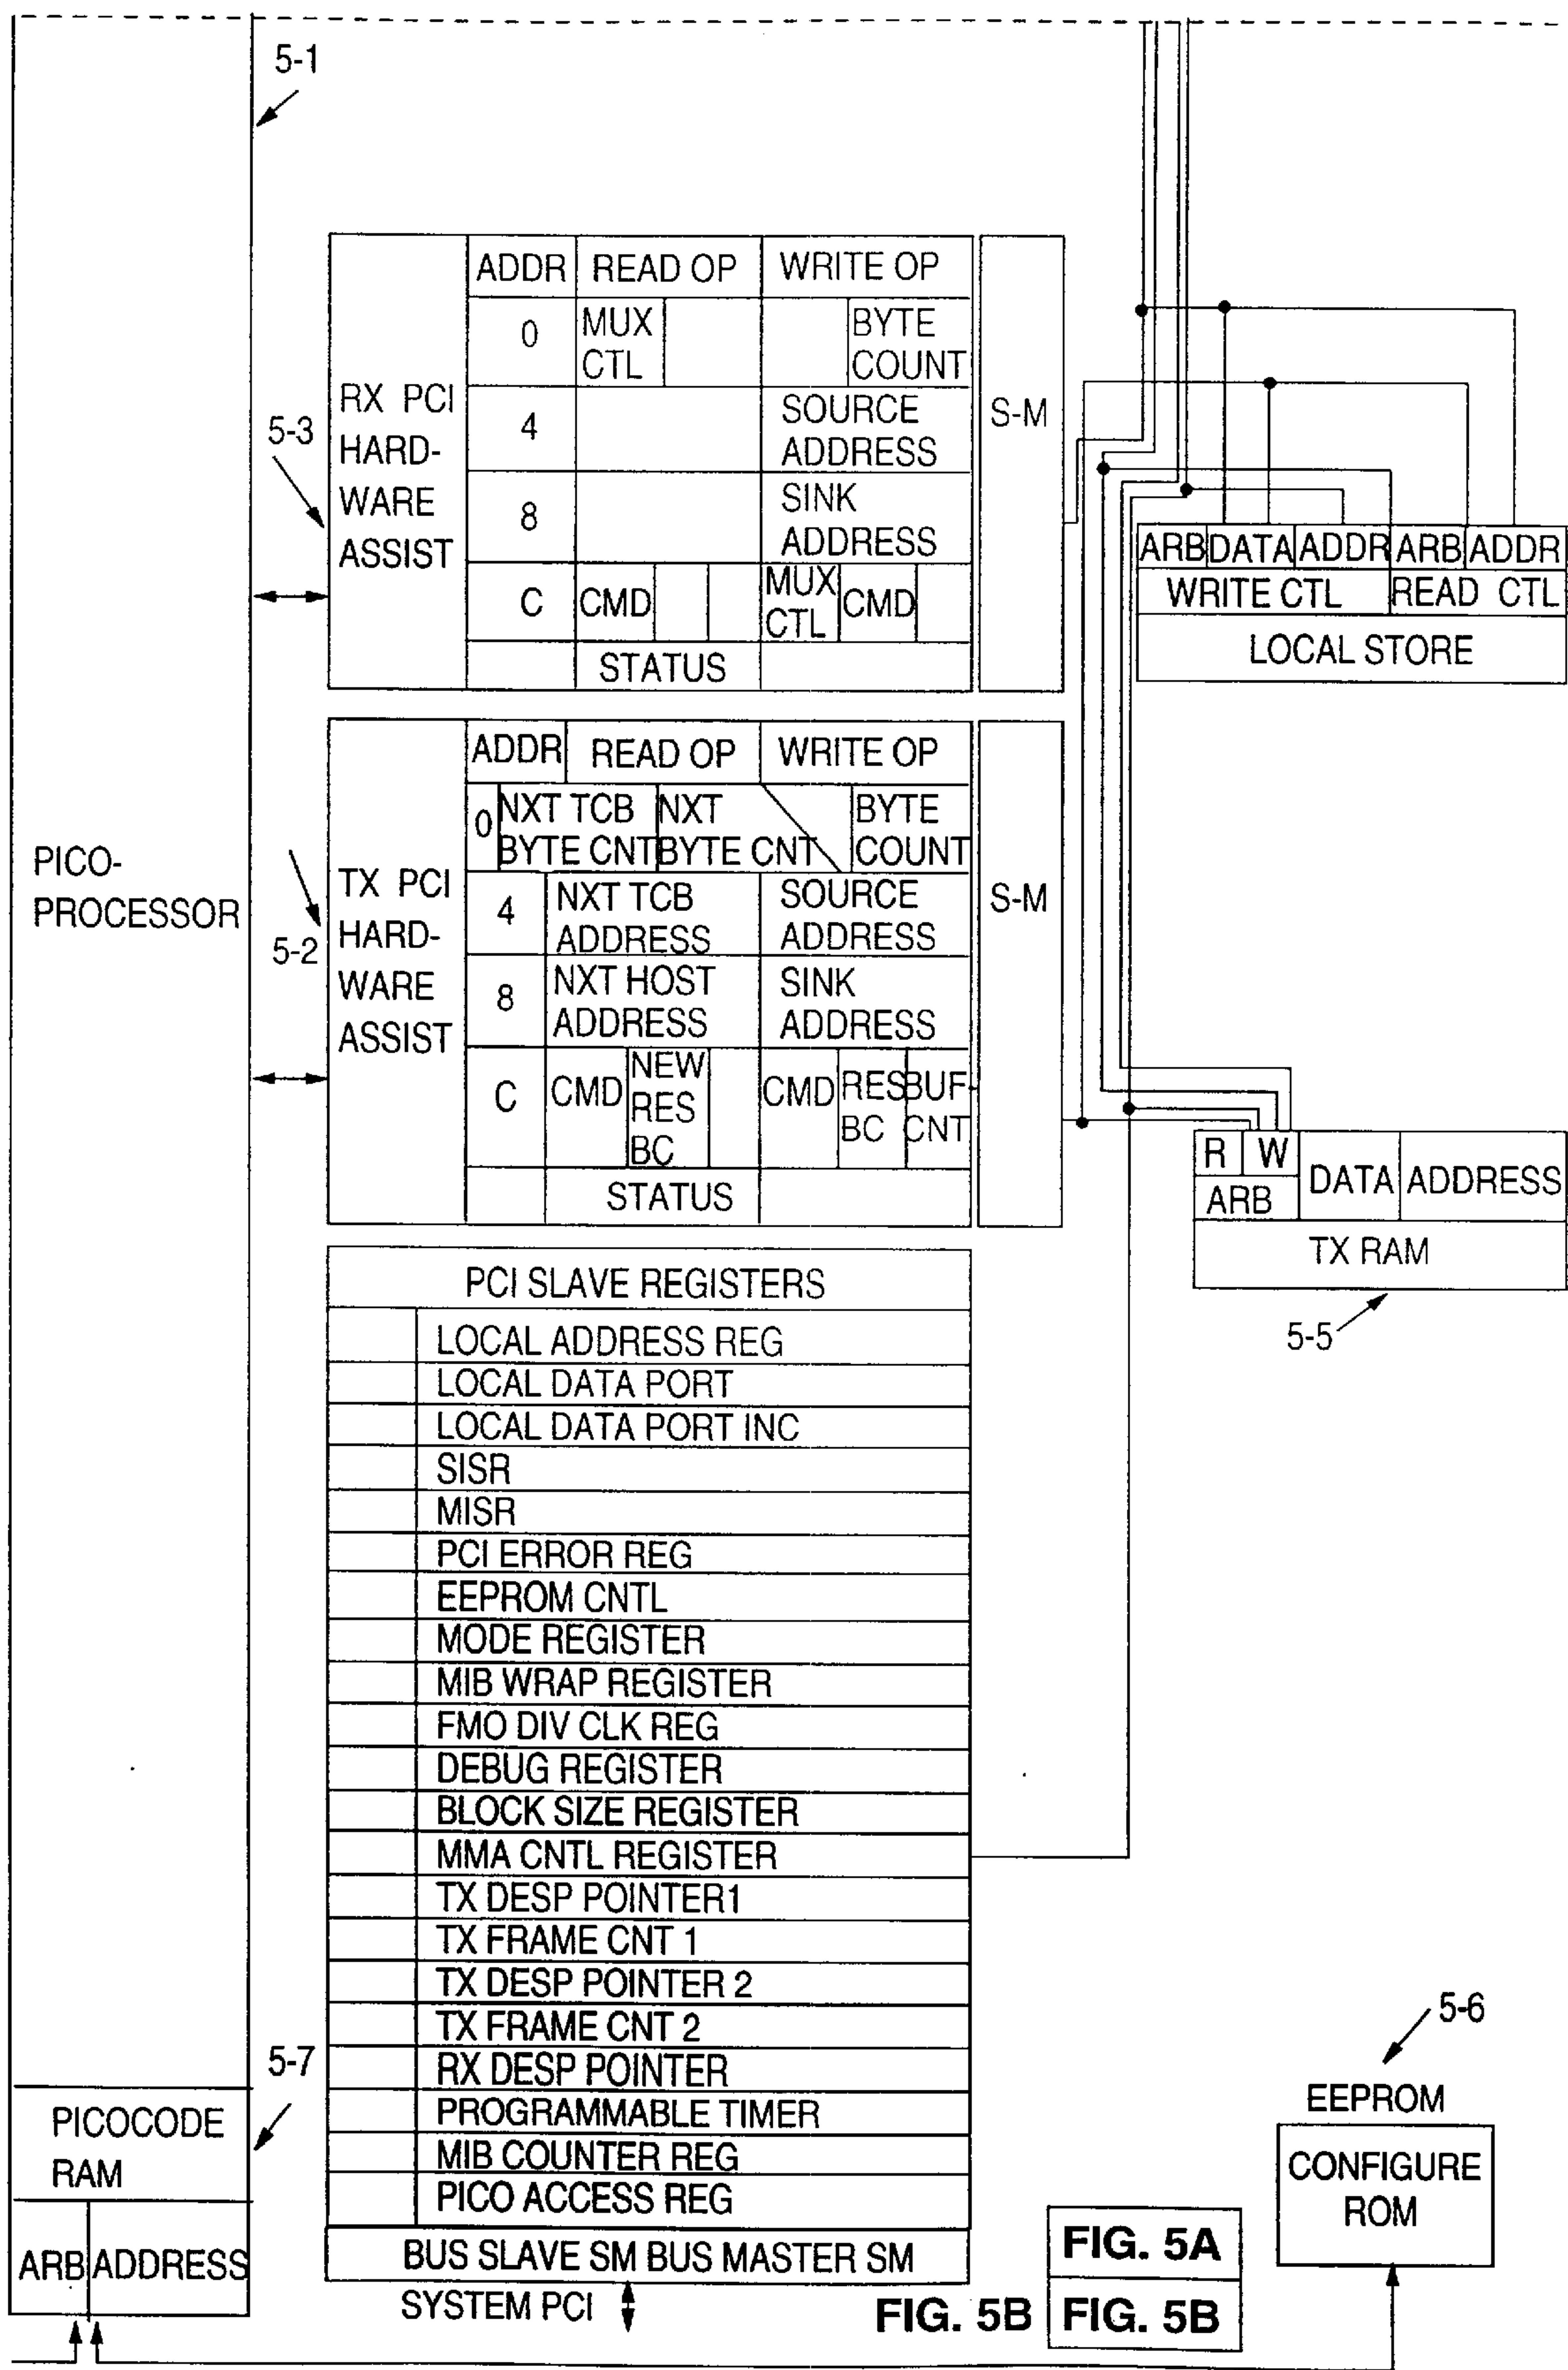 5-1
PICO-
PROCESSOR
5-3
RX PCI
HARD-
WARE
ASSIST
ADDR READ OP WRITE OP
0 MUX CTL BYTE COUNT
4 SOURCE ADDRESS
8 SINK ADDRESS
C CMD MUX CTL CMD
STATUS
S-M
ARB DATA ADDR ARB ADDR
WRITE CTL READ CTL
LOCAL STORE
5-2
TX PCI
HARD-
WARE
ASSIST
ADDR READ OP WRITE OP
0 NXT TCB BYTE CNT NXT BYTE CNT BYTE COUNT
4 NXT TCB ADDRESS SOURCE ADDRESS
8 NXT HOST ADDRESS SINK ADDRESS
C CMD NEW RES BC CMD RES BC BUF CNT
STATUS
S-M
R W DATA ADDRESS
ARB
TX RAM
5-5
PCI SLAVE REGISTERS
LOCAL ADDRESS REG
LOCAL DATA PORT
LOCAL DATA PORT INC
SISR
MISR
PCI ERROR REG
EEPROM CNTL
MODE REGISTER
MIB WRAP REGISTER
FMO DIV CLK REG
DEBUG REGISTER
BLOCK SIZE REGISTER
MMA CNTL REGISTER
TX DESP POINTER1
TX FRAME CNT 1
TX DESP POINTER 2
TX FRAME CNT 2
RX DESP POINTER
PROGRAMMABLE TIMER
MIB COUNTER REG
PICO ACCESS REG
BUS SLAVE SM BUS MASTER SM
SYSTEM PCI
5-7
PICOCODE
RAM
ARB ADDRESS
5-6
EEPROM
CONFIGURE
ROM
FIG. 5A
FIG. 5B
FIG. 5B